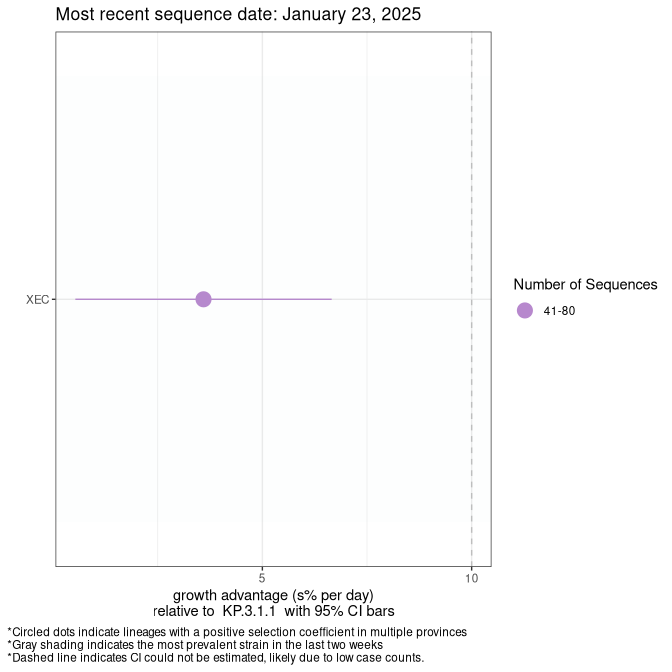 Most recent sequence date: January 23, 2025
XEC
Number of Sequences
41-80
5
10
growth advantage (s% per day)
relative to  KP.3.1.1  with 95% CI bars
*Circled dots indicate lineages with a positive selection coefficient in multiple provinces
*Gray shading indicates the most prevalent strain in the last two weeks
*Dashed line indicates CI could not be estimated, likely due to low case counts.